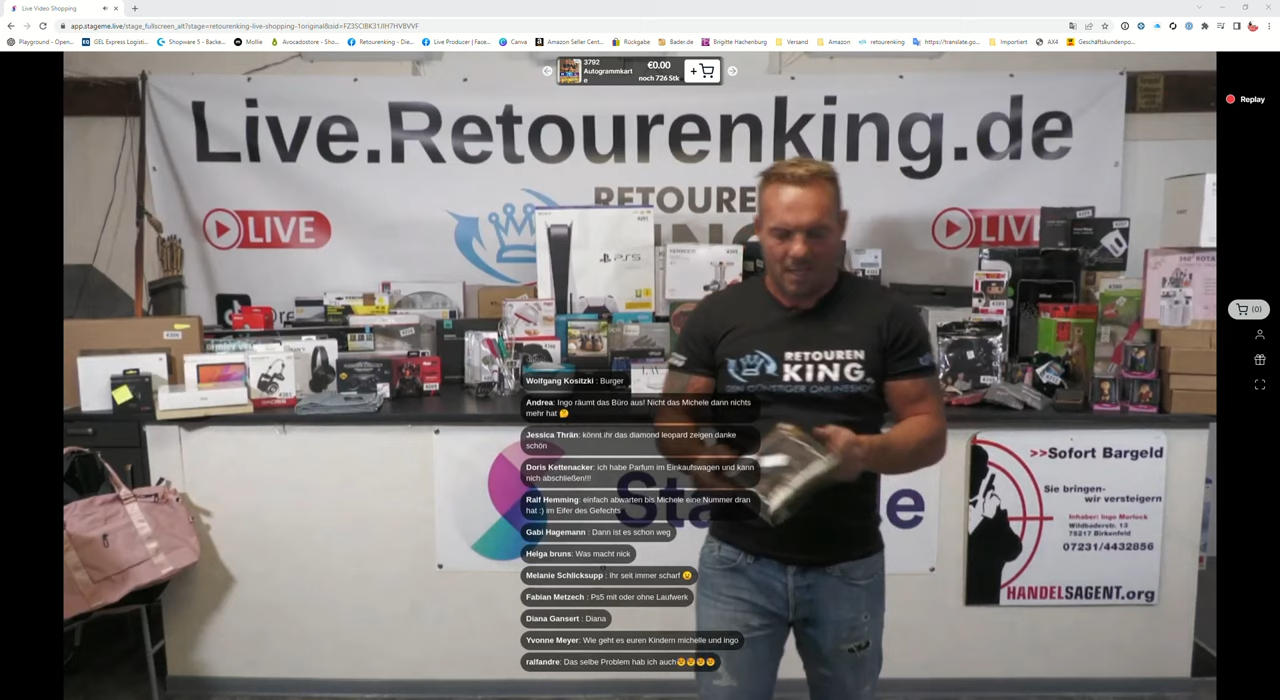 Live Video Shopping
app.stageme.live/stage_fullscreen_alt?stage=retourenking-live-shopping-1original&sid=FZ3SCIBK31JIH7HVBVVF
Playground - Open...
GEL Express Logisti...
Shopware 5 - Backe...
Mollie
Avocadostore - Sho...
Retourenking - Die...
Live Producer | Face...
Canva
Amazon Seller Cent...
Rückgabe
Bader.de
Brigitte Hachenburg
Versand
Amazon
retourenking
https://translate.go...
Importiert
AX4
Geschäftskundenpo...
3792
Autogrammkart
e
€0.00
noch 726 Stk
+
Replay
Live.Retourenking.de
RETOURE
LIVE
LIV
PS5
RETOUREN
KING
(0)
Wolfgang Kositzki : Burger
Andrea: Ingo räumt das Büro aus! Nicht das Michele dann nichts
mehr hat 🤔
Jessica Thrän: könnt ihr das diamond leopard zeigen danke
schön
Doris Kettenacker: ich habe Parfum im Einkaufswagen und kann
nich abschließen!!!
Ralf Hemming: einfach abwarten bis Michele eine Nummer dran
hat :) im Eifer des Gefechts
Gabi Hagemann : Dann ist es schon weg
Helga bruns: Was macht nick
Melanie Schlicksupp : Ihr seit immer scharf 😉
Fabian Metzech : Ps5 mit oder ohne Laufwerk
Diana Gansert : Diana
Yvonne Meyer: Wie geht es euren Kindern michelle und ingo
ralfandre: Das selbe Problem hab ich auch😢😢😢😢
Sta
e
>>Sofort Bargeld
Sie bringen-
wir versteigern
Inhaber: Ingo Morlock
Wildbaderstr. 13
75217 Birkenfeld
07231/4432856
HANDELSAGENT.org